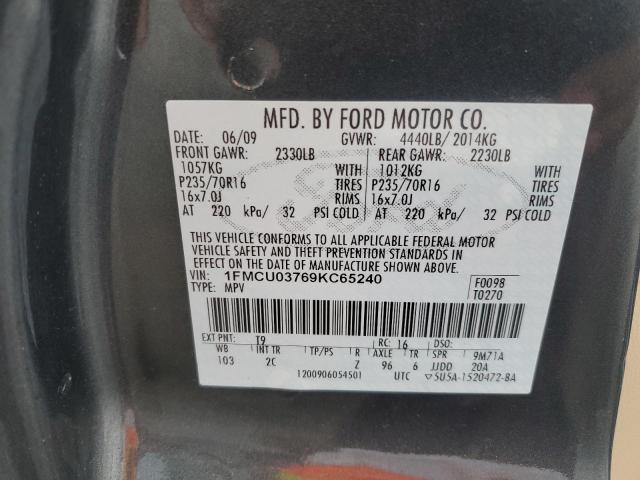 MFD. BY FORD MOTOR CO.
DATE: 06/09 GVWR: 4440LB/ 2014KG
FRONT GAWR: 2330LB REAR GAWR: 2230LB
1057KG WITH 1012KG WITH
P235/70R16 TIRES P235/70R16 TIRES
16x7.0J RIMS 16x7.0J RIMS
AT 220 kPa/ 32 PSI COLD AT 220 kPa/ 32 PSI COLD
THIS VEHICLE CONFORMS TO ALL APPLICABLE FEDERAL MOTOR
VEHICLE SAFETY AND THEFT PREVENTION STANDARDS IN
EFFECT ON THE DATE OF MANUFACTURE SHOWN ABOVE.
VIN: 1FMCU03769KC65240
TYPE: MPV
F0098
T0270
EXT PNT: T9 RC: 16 DSO:
WB INT TR TP/PS R AXLE TR SPR 9M71A
103 2C Z 96 6 JJDD 20A
1200906054501 UTC ▽5U5A-1520472-BA
Ford